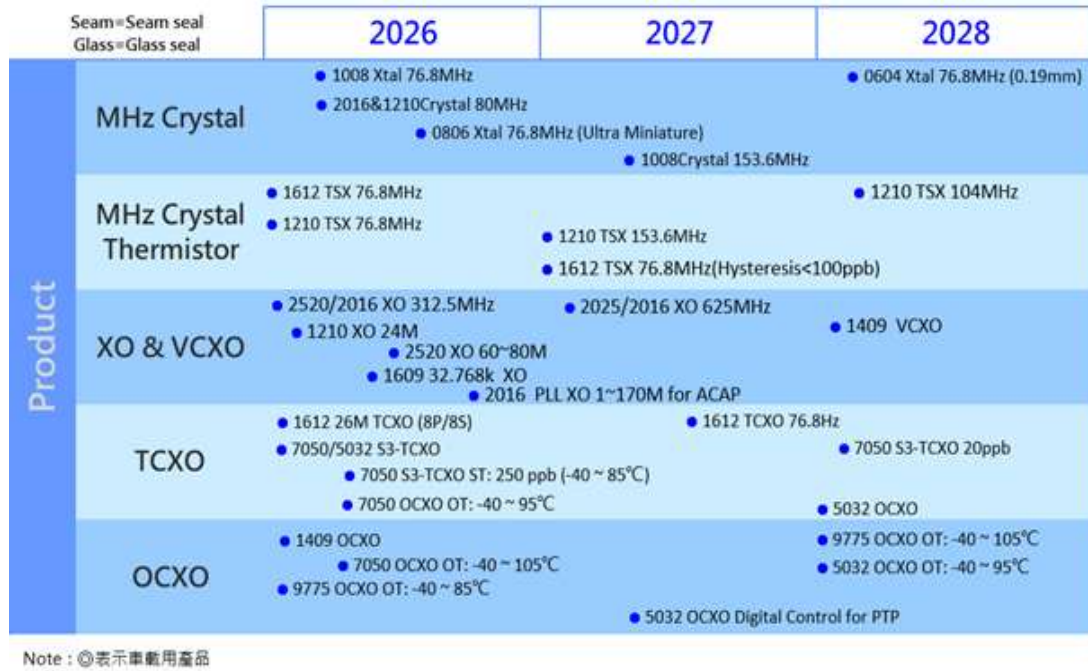 Seam=Seam seal
Glass=Glass seal
2026
2027
2028
Product
MHz Crystal
1008 Xtal 76.8MHz
0604 Xtal 76.8MHz (0.19mm)
2016&1210Crystal 80MHz
0806 Xtal 76.8MHz (Ultra Miniature)
1008Crystal 153.6MHz
MHz Crystal
Thermistor
1612 TSX 76.8MHz
1210 TSX 104MHz
1210 TSX 76.8MHz
1210 TSX 153.6MHz
1612 TSX 76.8MHz(Hysteresis<100ppb)
XO & VCXO
2520/2016 XO 312.5MHz
2025/2016 XO 625MHz
1210 XO 24M
1409 VCXO
2520 XO 60~80M
1609 32.768k XO
2016 PLL XO 1~170M for ACAP
TCXO
1612 26M TCXO (8P/8S)
1612 TCXO 76.8Hz
7050/5032 S3-TCXO
7050 S3-TCXO 20ppb
7050 S3-TCXO ST: 250 ppb (-40 ~ 85℃)
7050 OCXO OT: -40 ~ 95℃
5032 OCXO
OCXO
1409 OCXO
9775 OCXO OT: -40 ~ 105℃
7050 OCXO OT: -40 ~ 105℃
5032 OCXO OT: -40 ~ 95℃
9775 OCXO OT: -40 ~ 85℃
5032 OCXO Digital Control for PTP
Note : ◎表示車載用產品